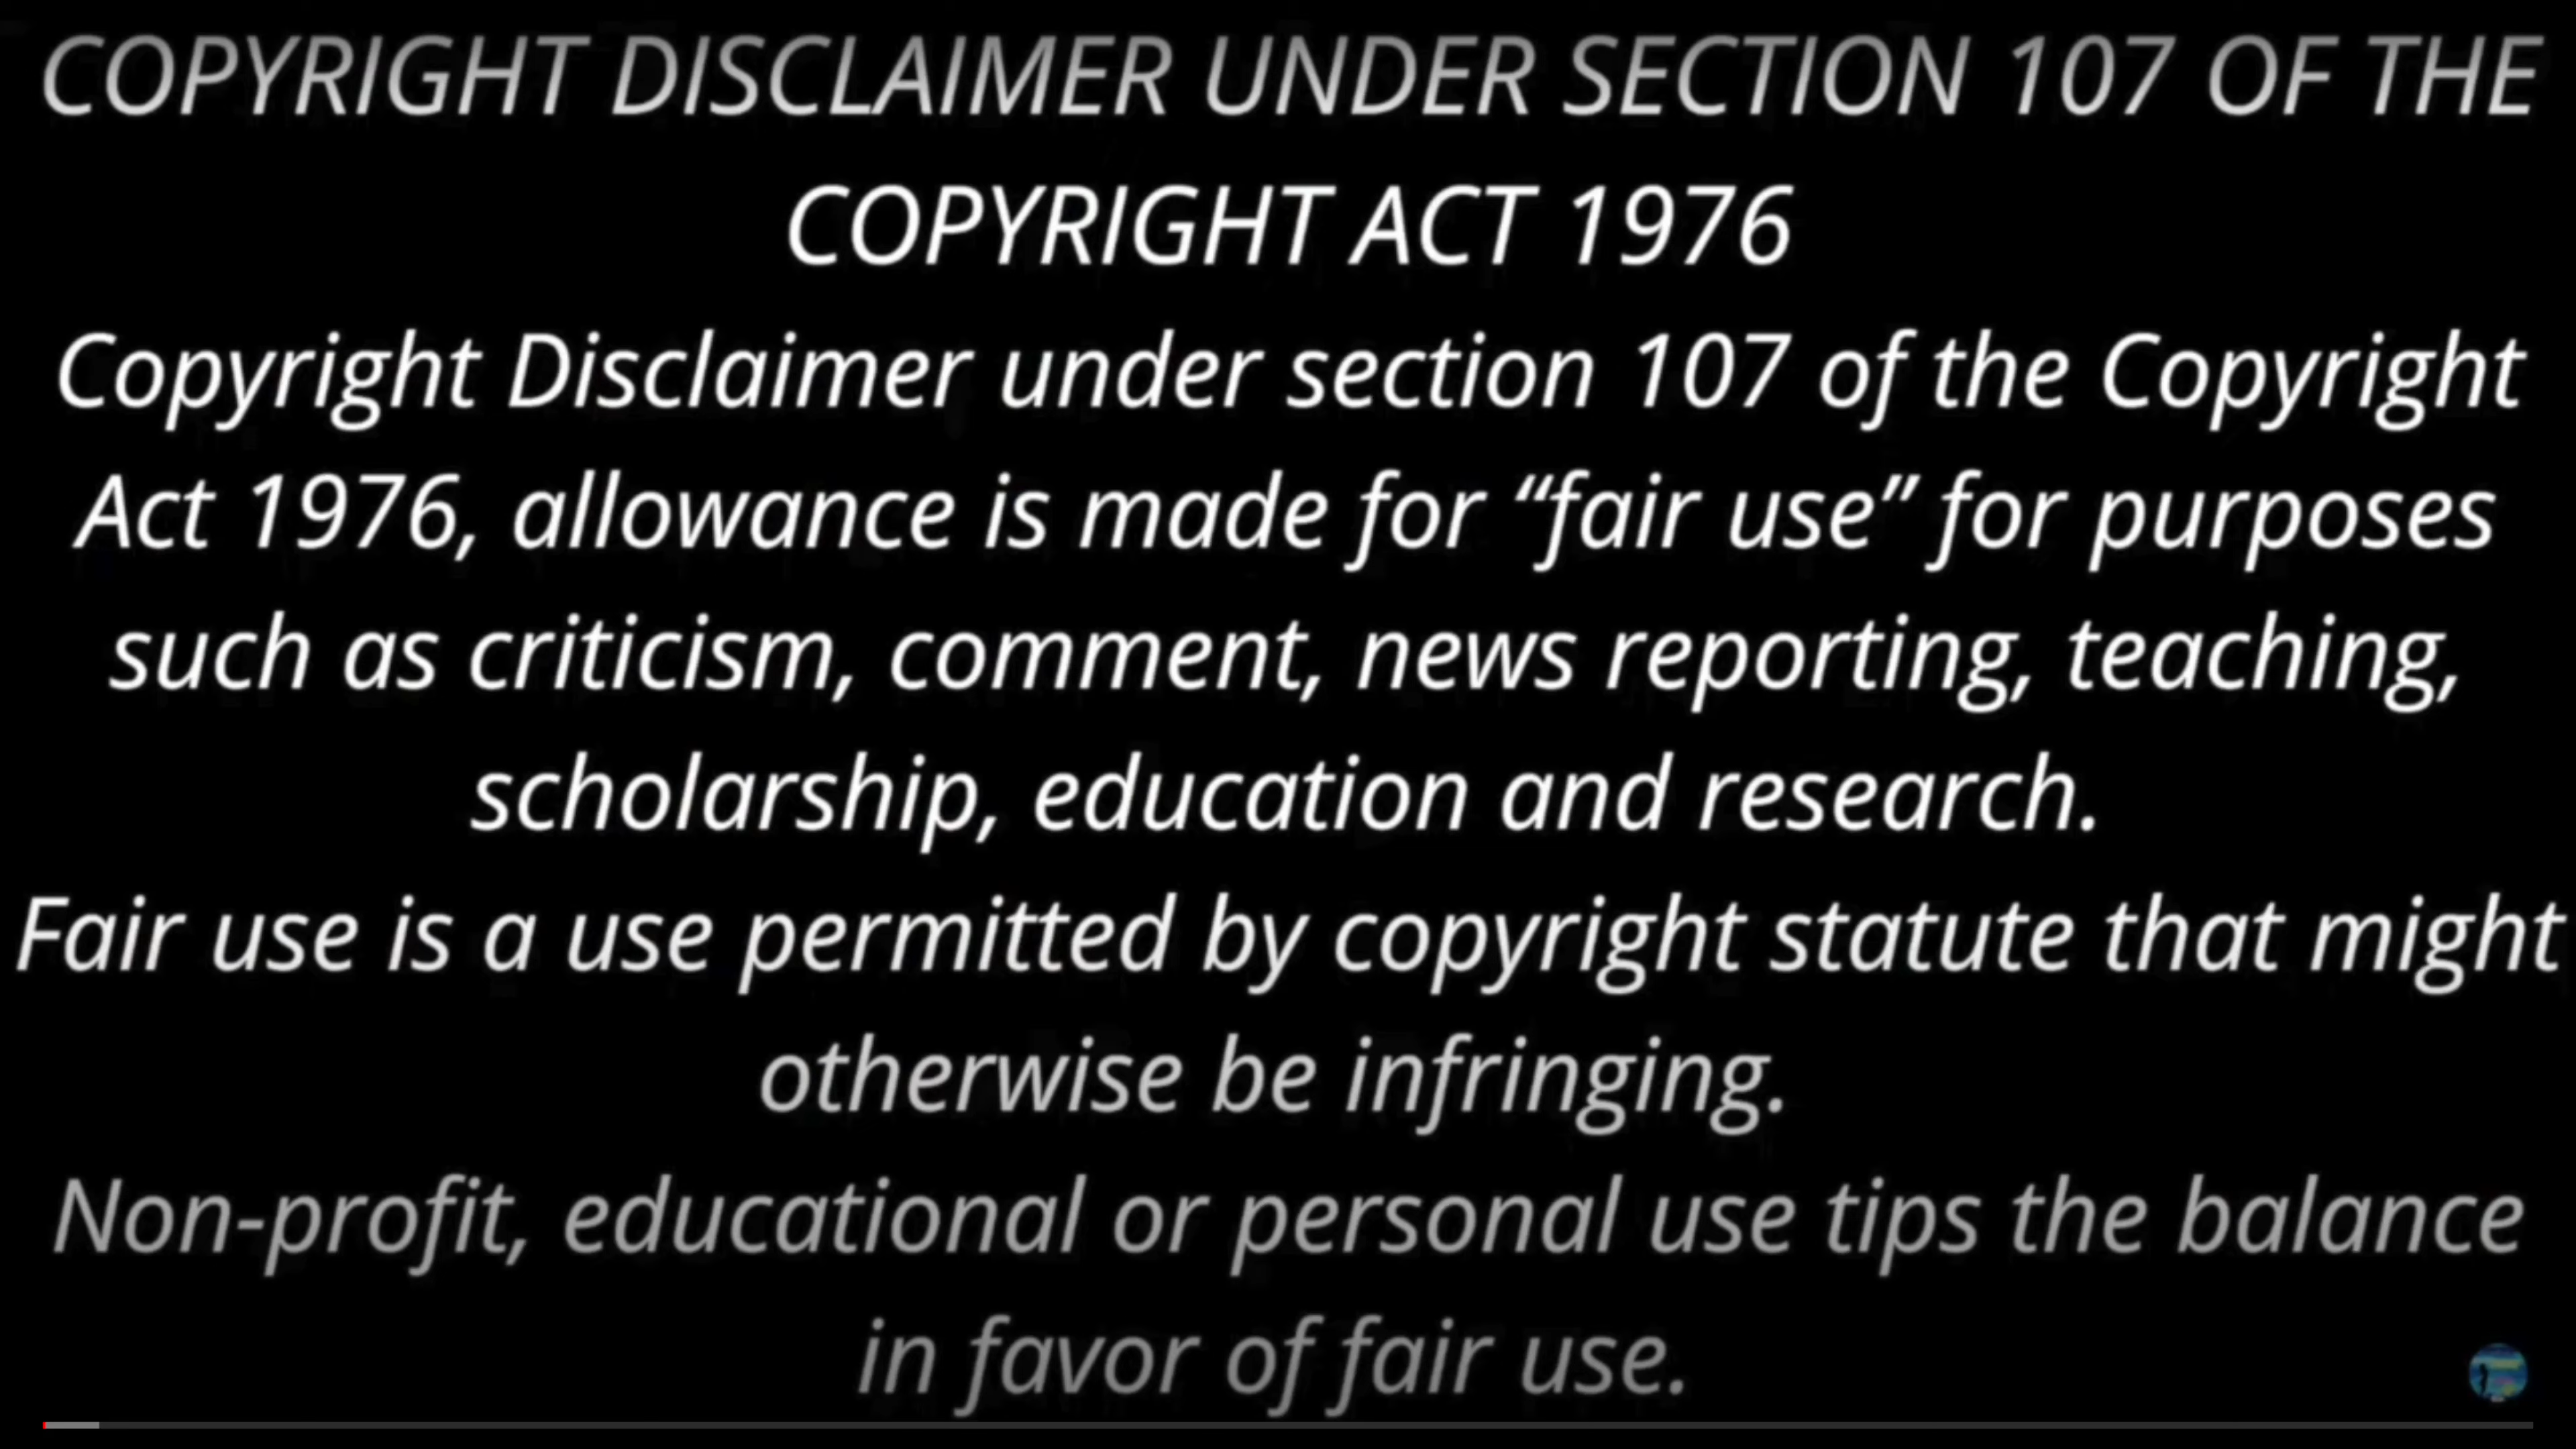 COPYRIGHT DISCLAIMER UNDER SECTION 107 OF THE
COPYRIGHT ACT 1976
Copyright Disclaimer under section 107 of the Copyright
Act 1976, allowance is made for “fair use” for purposes
such as criticism, comment, news reporting, teaching,
scholarship, education and research.
Fair use is a use permitted by copyright statute that might
otherwise be infringing.
Non-profit, educational or personal use tips the balance
in favor of fair use.